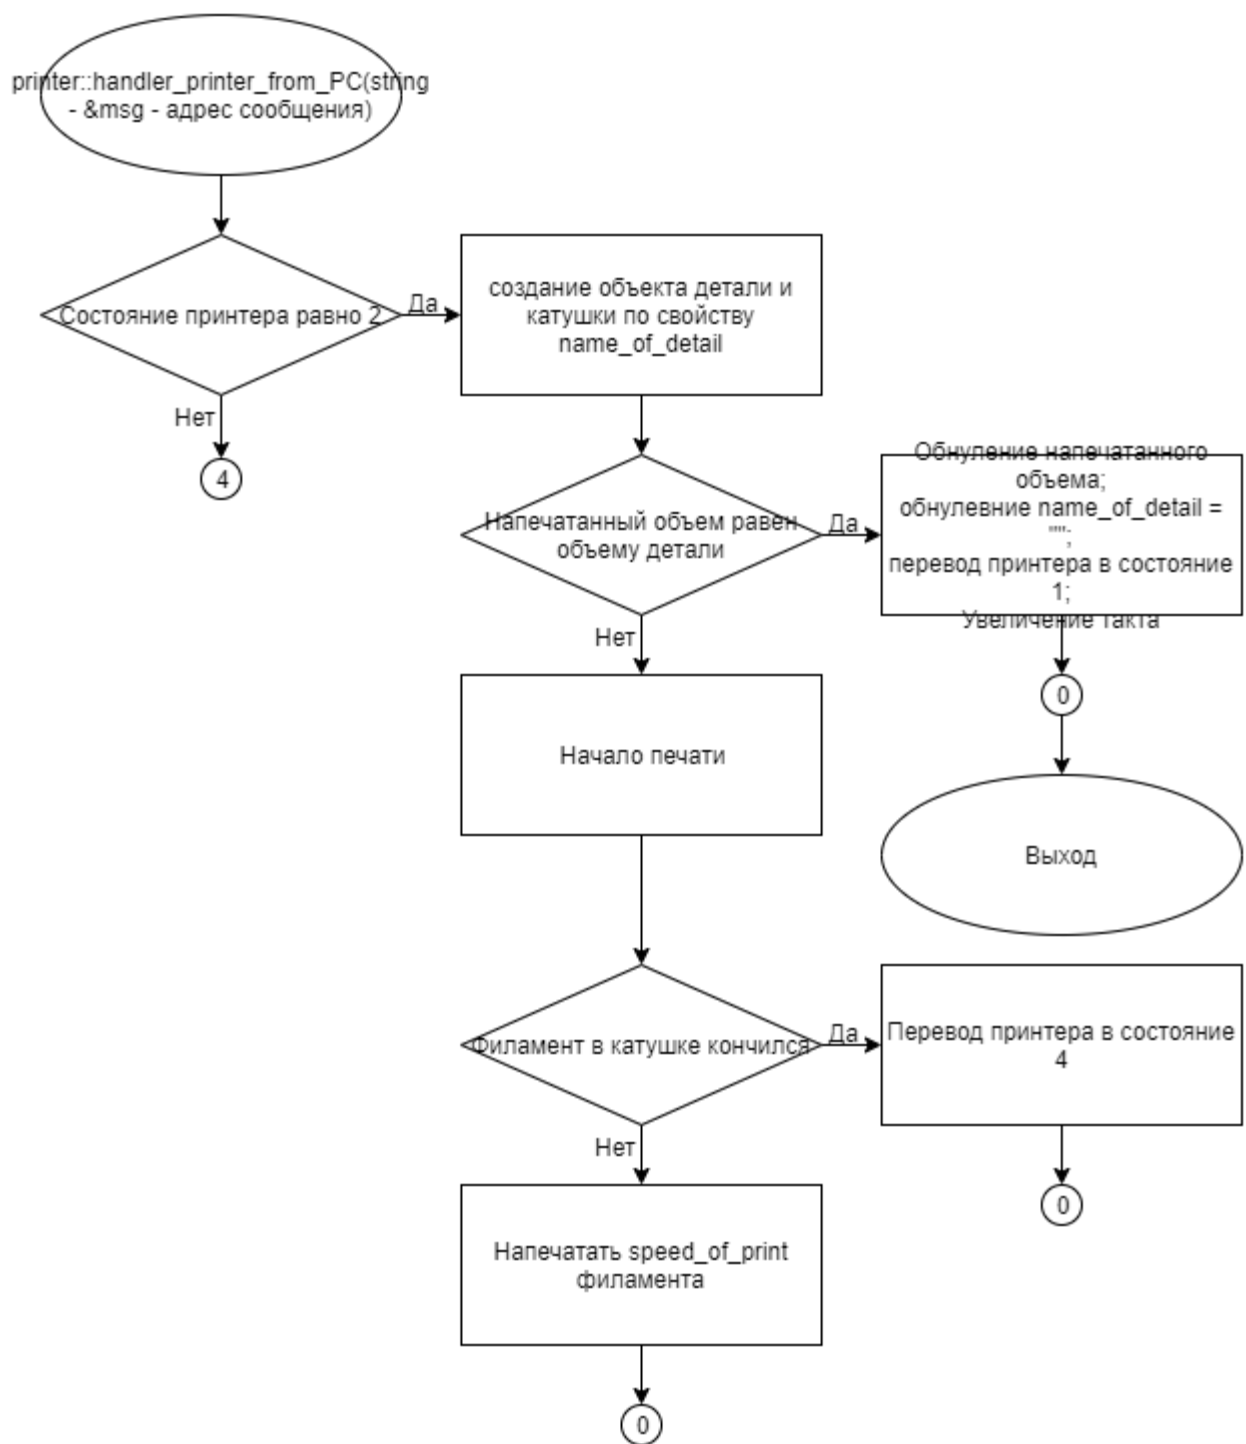 printer::handler_printer_from_PC(string
- &msg - адрес сообщения)
Состояние принтера равно 2
Да
создание объекта детали и
катушки по свойству
name_of_detail
Нет
4
Напечатанный объем равен
объему детали
Да
Обнуление напечатанного
объема;
обнулевние name_of_detail =
"";
перевод принтера в состояние
1;
Увеличение такта
Нет
0
Начало печати
Выход
Филамент в катушке кончился
Да
Перевод принтера в состояние
4
Нет
0
Напечатать speed_of_print
филамента
0